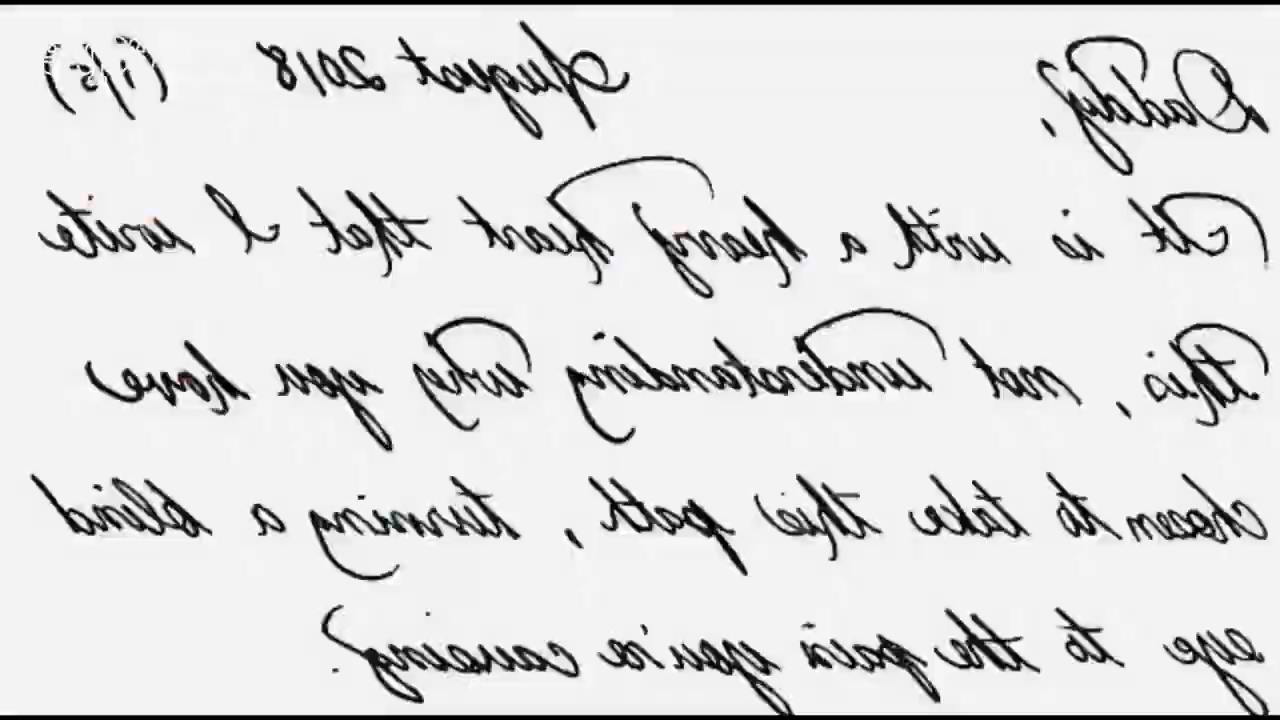 Daddy, August 2018 (1/5)
It is with a heavy heart that I write
this, not understanding why you have
chosen to take this path, turning a blind
eye to the pain you're causing?